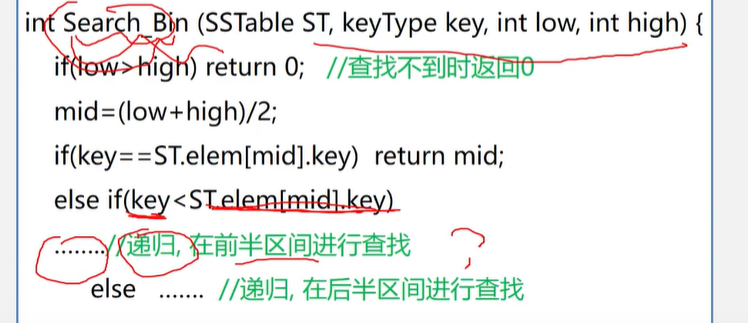 int Search_Bin (SSTable ST, keyType key, int low, int high) {
if(low>high) return 0; //查找不到时返回0
mid=(low+high)/2;
if(key==ST.elem[mid].key) return mid;
else if(key<ST.elem[mid].key)
........//递归, 在前半区间进行查找
?
else ....... //递归, 在后半区间进行查找